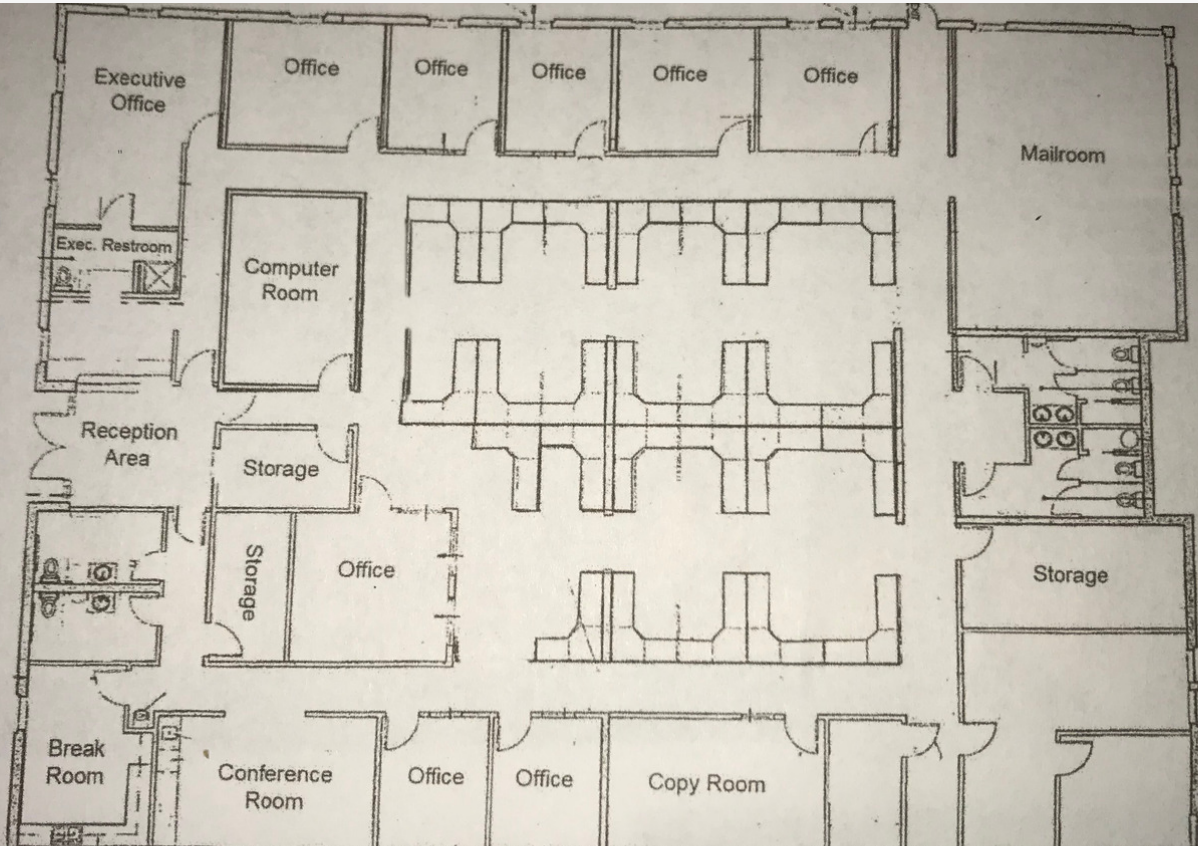 Executive
Office
Office
Office
Office
Office
Office
Mailroom
Exec. Restroom
Computer
Room
Reception
Area
Storage
Storage
Office
Storage
Break
Room
Conference
Room
Office
Office
Copy Room